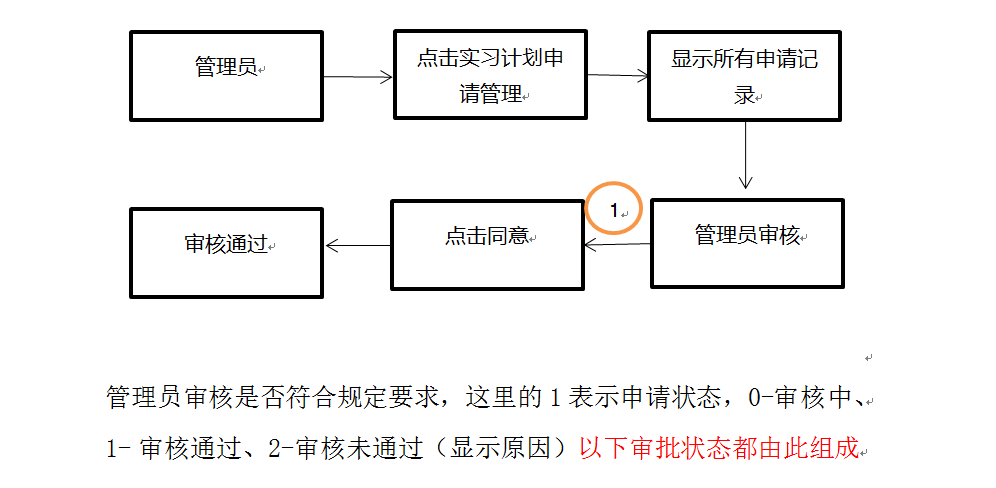 管理员
点击实习计划申
请管理
显示所有申请记
录
管理员审核
1
点击同意
审核通过
管理员审核是否符合规定要求，这里的1表示申请状态，0-审核中、
1- 审核通过、2-审核未通过（显示原因）以下审批状态都由此组成